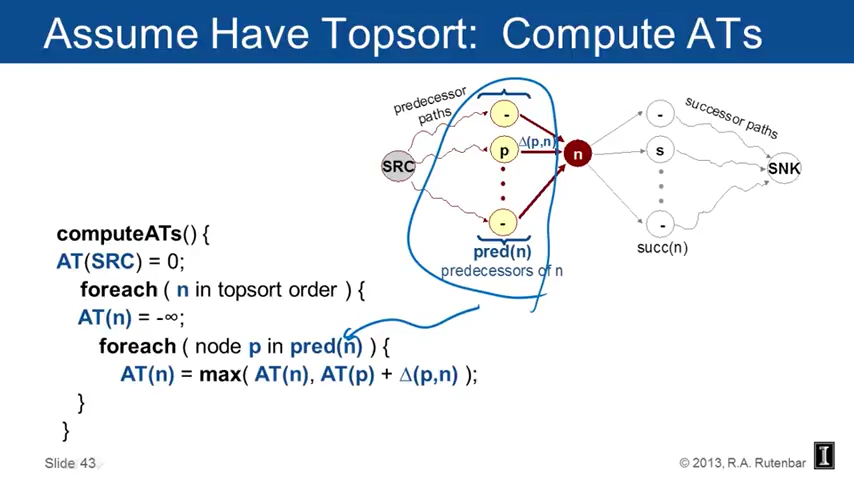 Assume Have Topsort: Compute ATs
predecessor
paths
successor paths
-
-
p
Δ(p,n)
n
s
SRC
SNK
-
-
pred(n)
succ(n)
predecessors of n
computeATs() {
AT(SRC) = 0;
foreach ( n in topsort order ) {
AT(n) = -∞;
foreach ( node p in pred(n) ) {
AT(n) = max( AT(n), AT(p) + Δ(p,n) );
}
}
Slide 43
© 2013, R.A. Rutenbar
I